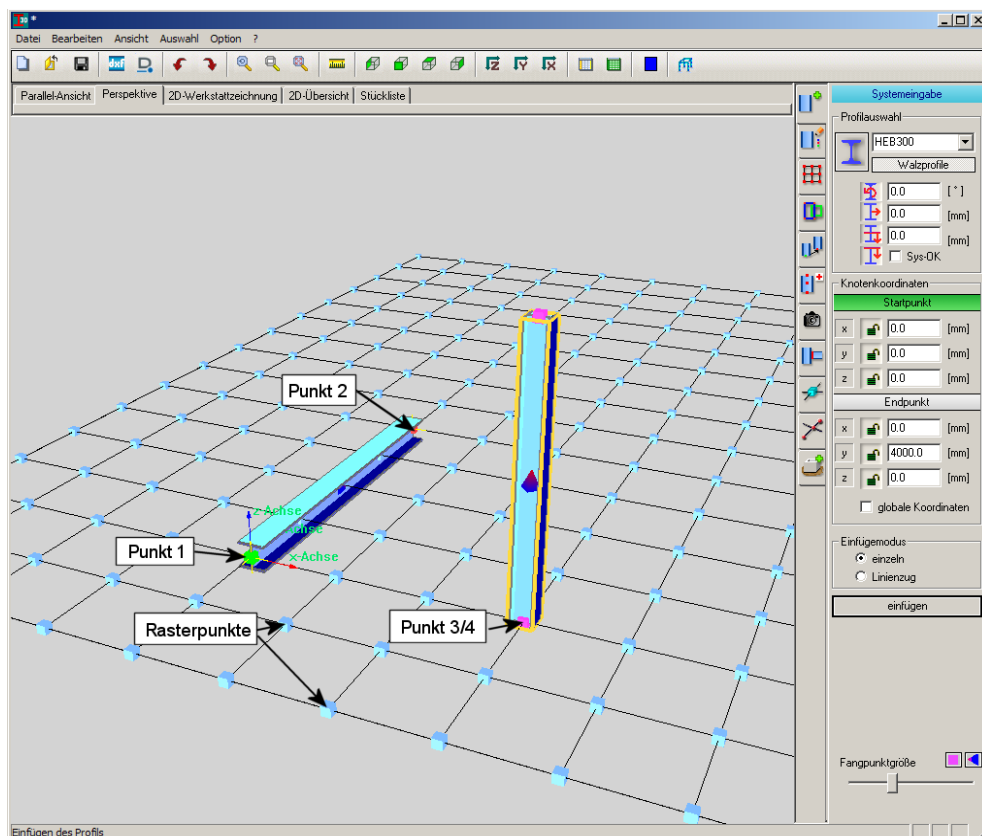 T3D *
Datei Bearbeiten Ansicht Auswahl Option ?
dxf D Z Y X
Parallel-Ansicht Perspektive 2D-Werkstattzeichnung 2D-Übersicht Stückliste
Systemeingabe
Profilauswahl
HEB300
Walzprofile
0.0 [°]
0.0 [mm]
0.0 [mm]
Sys-OK
Knotenkoordinaten
Startpunkt
x 0.0 [mm]
y 0.0 [mm]
z 0.0 [mm]
Endpunkt
x 0.0 [mm]
y 4000.0 [mm]
z 0.0 [mm]
globale Koordinaten
Einfügemodus
einzeln
Linienzug
einfügen
Fangpunktgröße
Punkt 2
z-Achse
x-Achse
Punkt 1
Rasterpunkte
Punkt 3/4
Einfügen des Profils